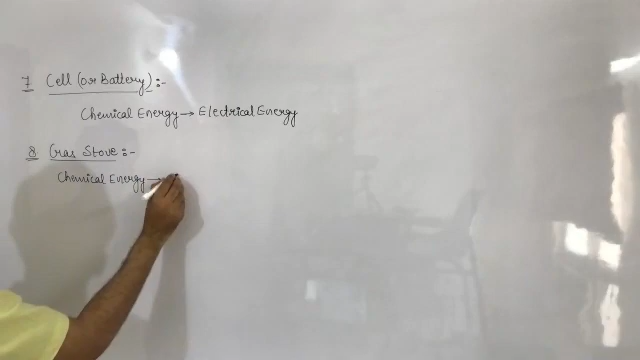 7 Cell (or Battery) :-
Chemical Energy → Electrical Energy
8 Gas Stove :-
Chemical Energy →